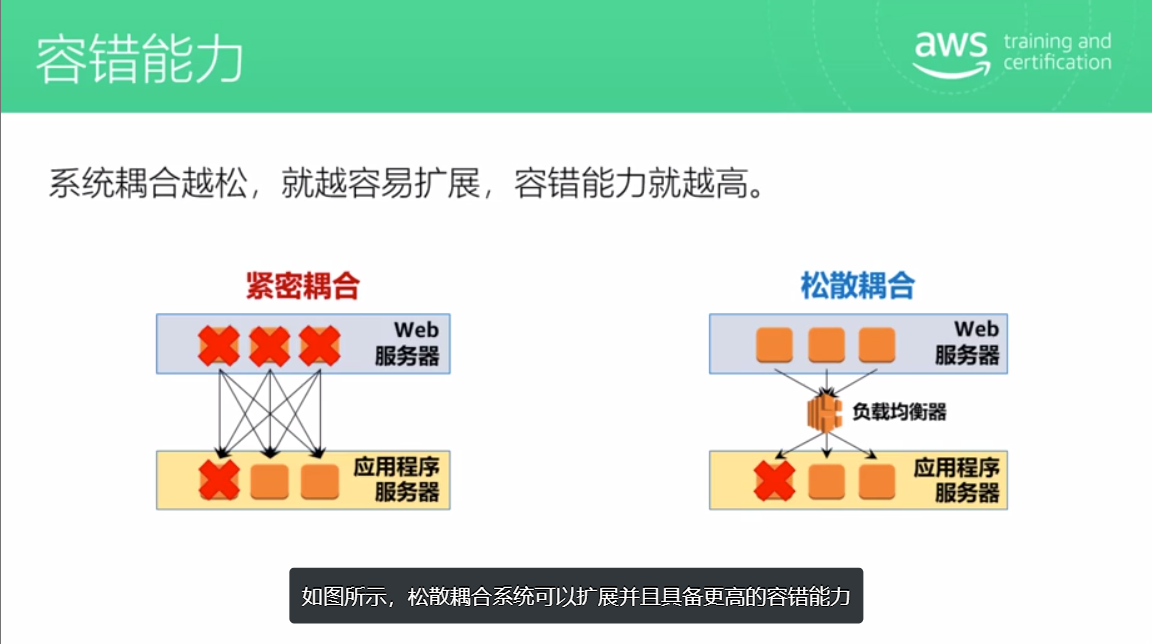 容错能力
aws training and
certification
系统耦合越松，就越容易扩展，容错能力就越高。
紧密耦合
Web
服务器
应用程序
服务器
松散耦合
Web
服务器
负载均衡器
应用程序
服务器
如图所示，松散耦合系统可以扩展并且具备更高的容错能力